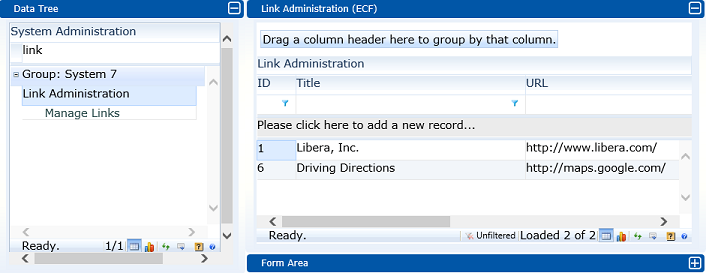 Data Tree
System Administration
link
Group: System 7
Link Administration
Manage Links
Ready. 1/1
Link Administration (ECF)
Drag a column header here to group by that column.
Link Administration
ID Title URL
Please click here to add a new record...
1 Libera, Inc. http://www.libera.com/
6 Driving Directions http://maps.google.com/
Ready. Unfiltered Loaded 2 of 2
Form Area